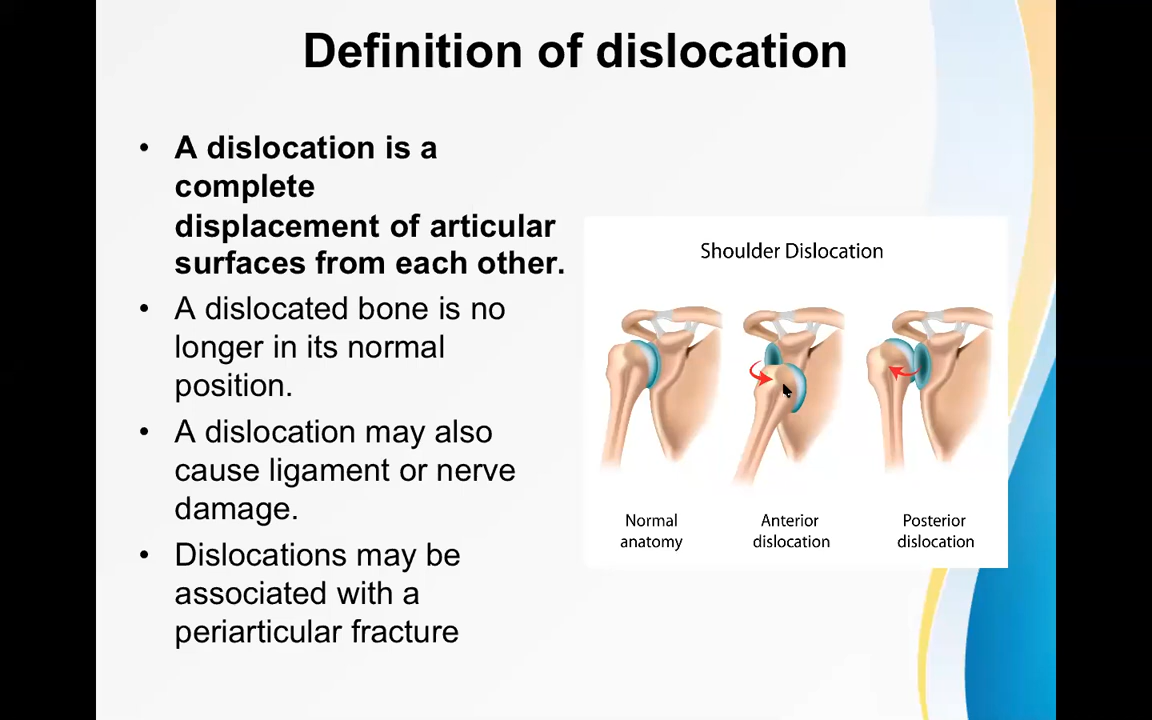 Definition of dislocation
• A dislocation is a
complete
displacement of articular
surfaces from each other.
• A dislocated bone is no
longer in its normal
position.
• A dislocation may also
cause ligament or nerve
damage.
• Dislocations may be
associated with a
periarticular fracture
Shoulder Dislocation
Normal
anatomy
Anterior
dislocation
Posterior
dislocation